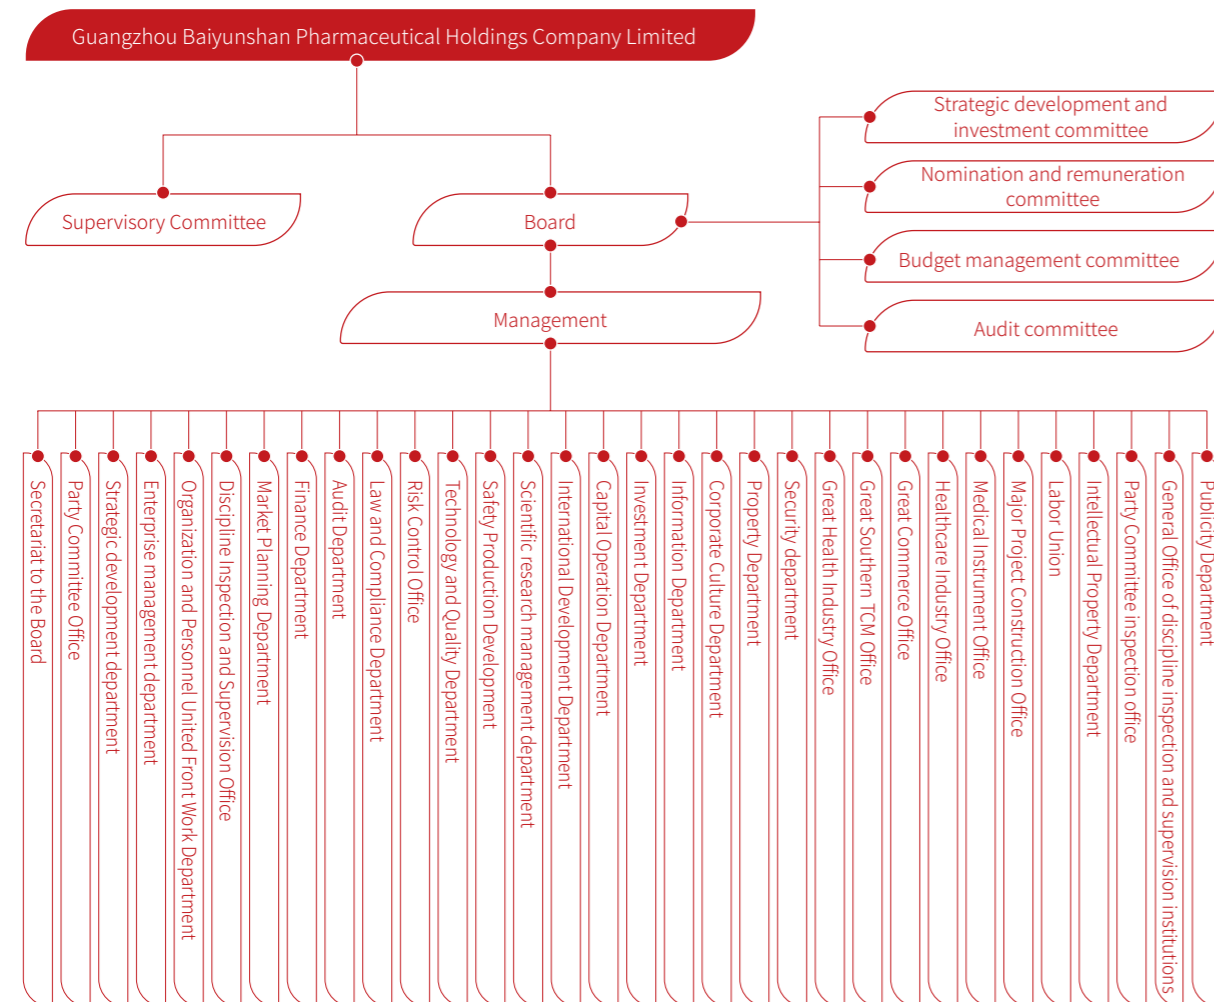 Guangzhou Baiyunshan Pharmaceutical Holdings Company Limited
Strategic development and
investment committee
Nomination and remuneration
committee
Supervisory Committee
Board
Budget management committee
Management
Audit committee
Secretariat to the Board
Party Committee Office
Strategic development department
Enterprise management department
Organization and Personnel United Front Work Department
Discipline Inspection and Supervision Office
Market Planning Department
Finance Department
Audit Department
Law and Compliance Department
Risk Control Office
Technology and Quality Department
Safety Production Development
Scientific research management department
International Development Department
Capital Operation Department
Investment Department
Information Department
Corporate Culture Department
Property Department
Security department
Great Health Industry Office
Great Southern TCM Office
Great Commerce Office
Healthcare Industry Office
Medical Instrument Office
Major Project Construction Office
Labor Union
Intellectual Property Department
Party Committee inspection office
General Office of discipline inspection and supervision institutions
Publicity Department